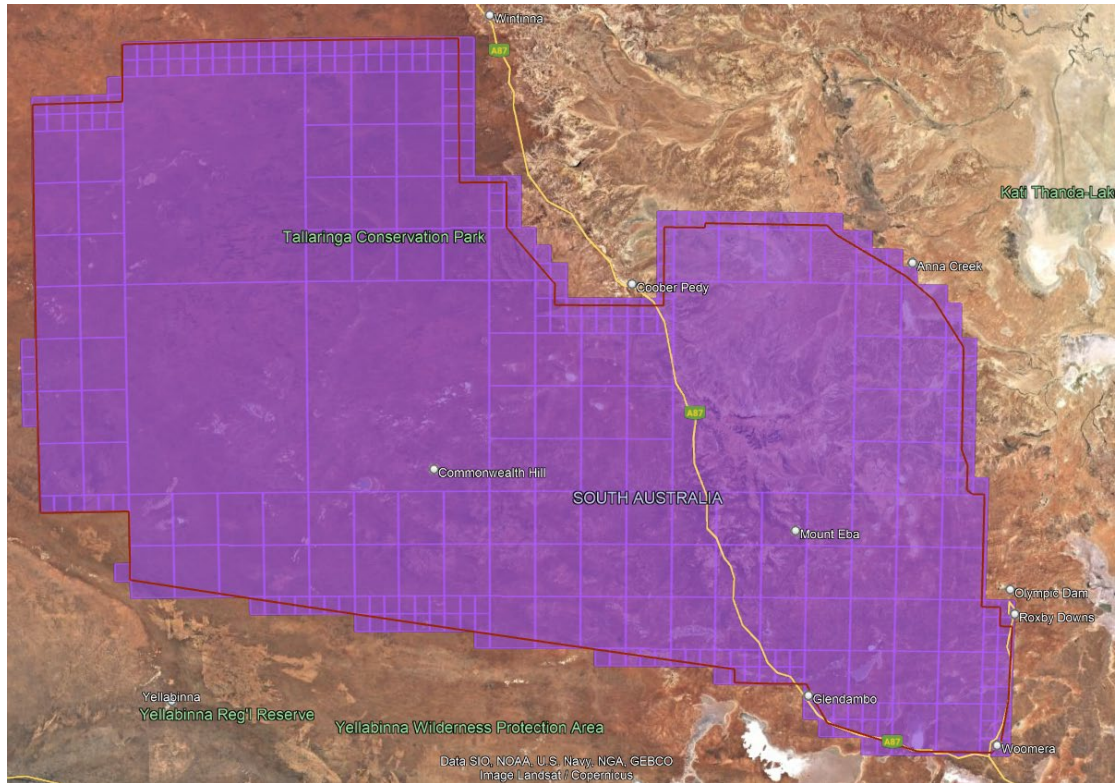 Wintinna
A87
Kati Thanda-Lak
Tallaringa Conservation Park
Anna Creek
Coober Pedy
A87
Commonwealth Hill
SOUTH AUSTRALIA
Mount Eba
Olympic Dam
Roxby Downs
Yellabinna
Glendambo
Yellabinna Reg'l Reserve
Yellabinna Wilderness Protection Area
A87
Woomera
Data SIO, NOAA, U.S. Navy, NGA, GEBCO
Image Landsat / Copernicus